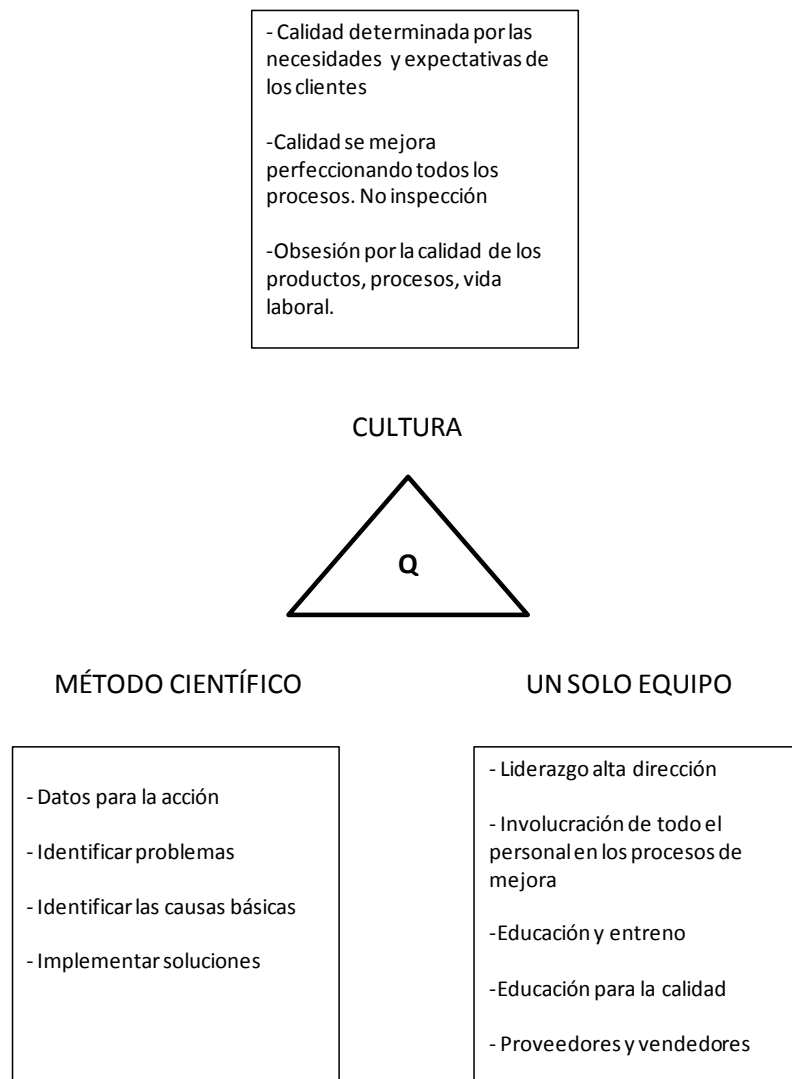 - Calidad determinada por las
necesidades y expectativas de
los clientes
-Calidad se mejora
perfeccionando todos los
procesos. No inspección
-Obsesión por la calidad de los
productos, procesos, vida
laboral.
CULTURA
Q
MÉTODO CIENTÍFICO
UN SOLO EQUIPO
- Datos para la acción
- Identificar problemas
- Identificar las causas básicas
- Implementar soluciones
- Liderazgo alta dirección
- Involucración de todo el
personal en los procesos de
mejora
-Educación y entreno
-Educación para la calidad
- Proveedores y vendedores